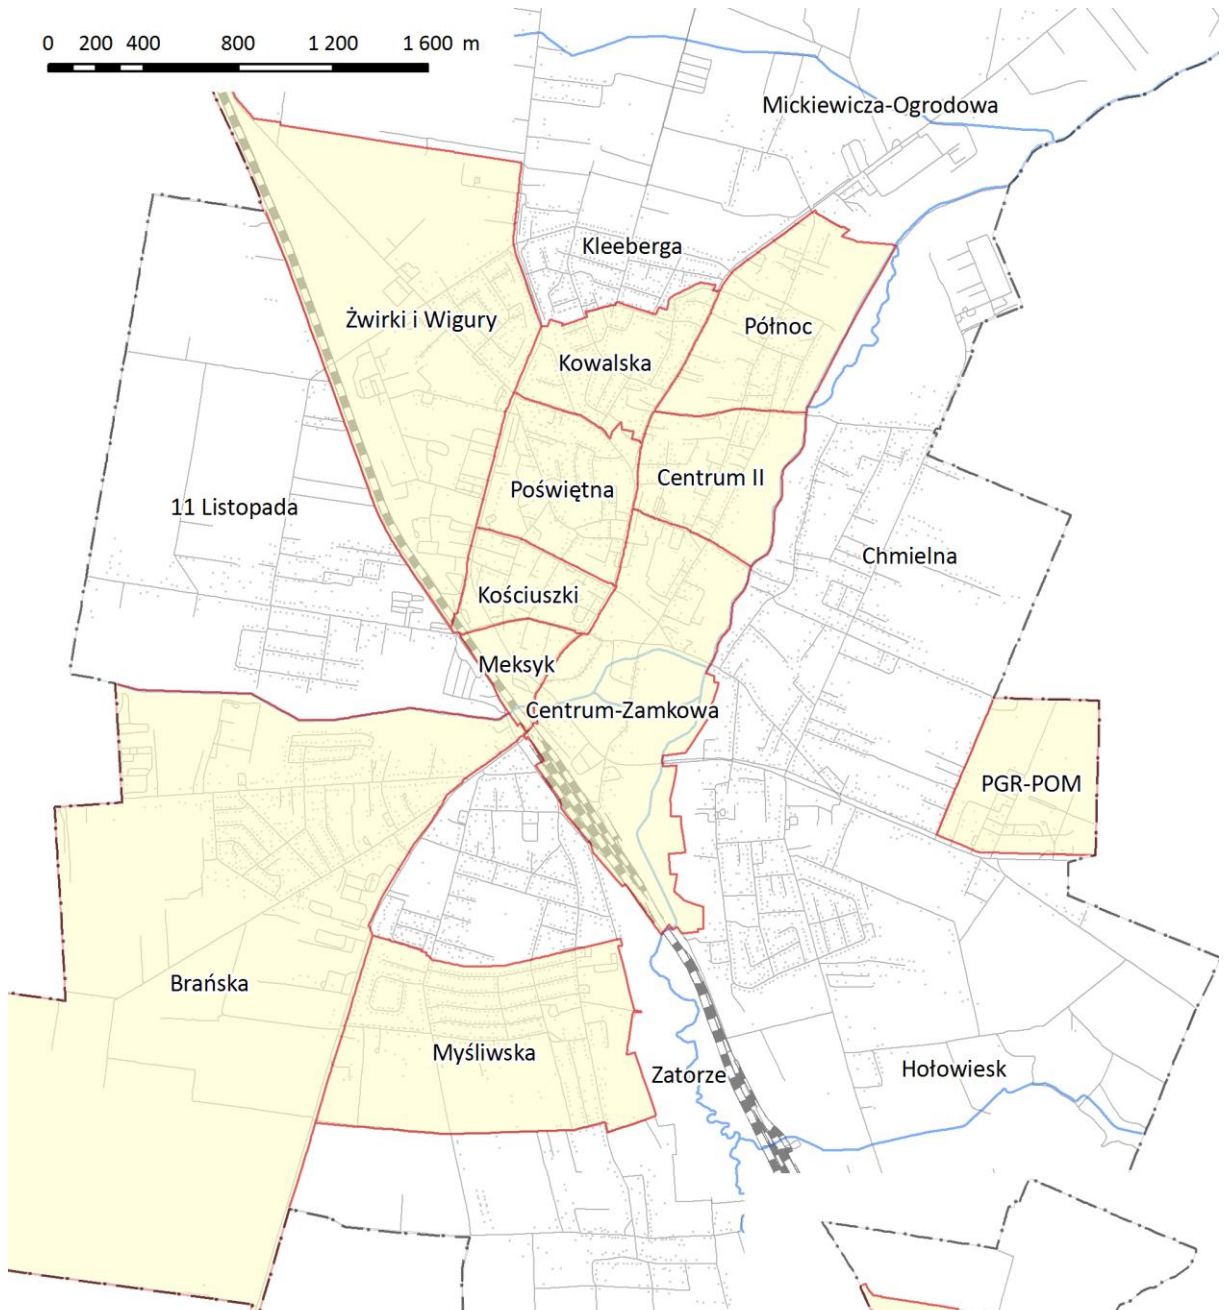 0 200 400 800 1 200 1 600 m
Mickiewicza-Ogrodowa
Kleeberga
Żwirki i Wigury
Północ
Kowalska
Centrum II
Poświętna
11 Listopada
Chmielna
Kościuszki
Meksyk
Centrum-Zamkowa
PGR-POM
Brańska
Myśliwska
Zatorze
Hołowiesk